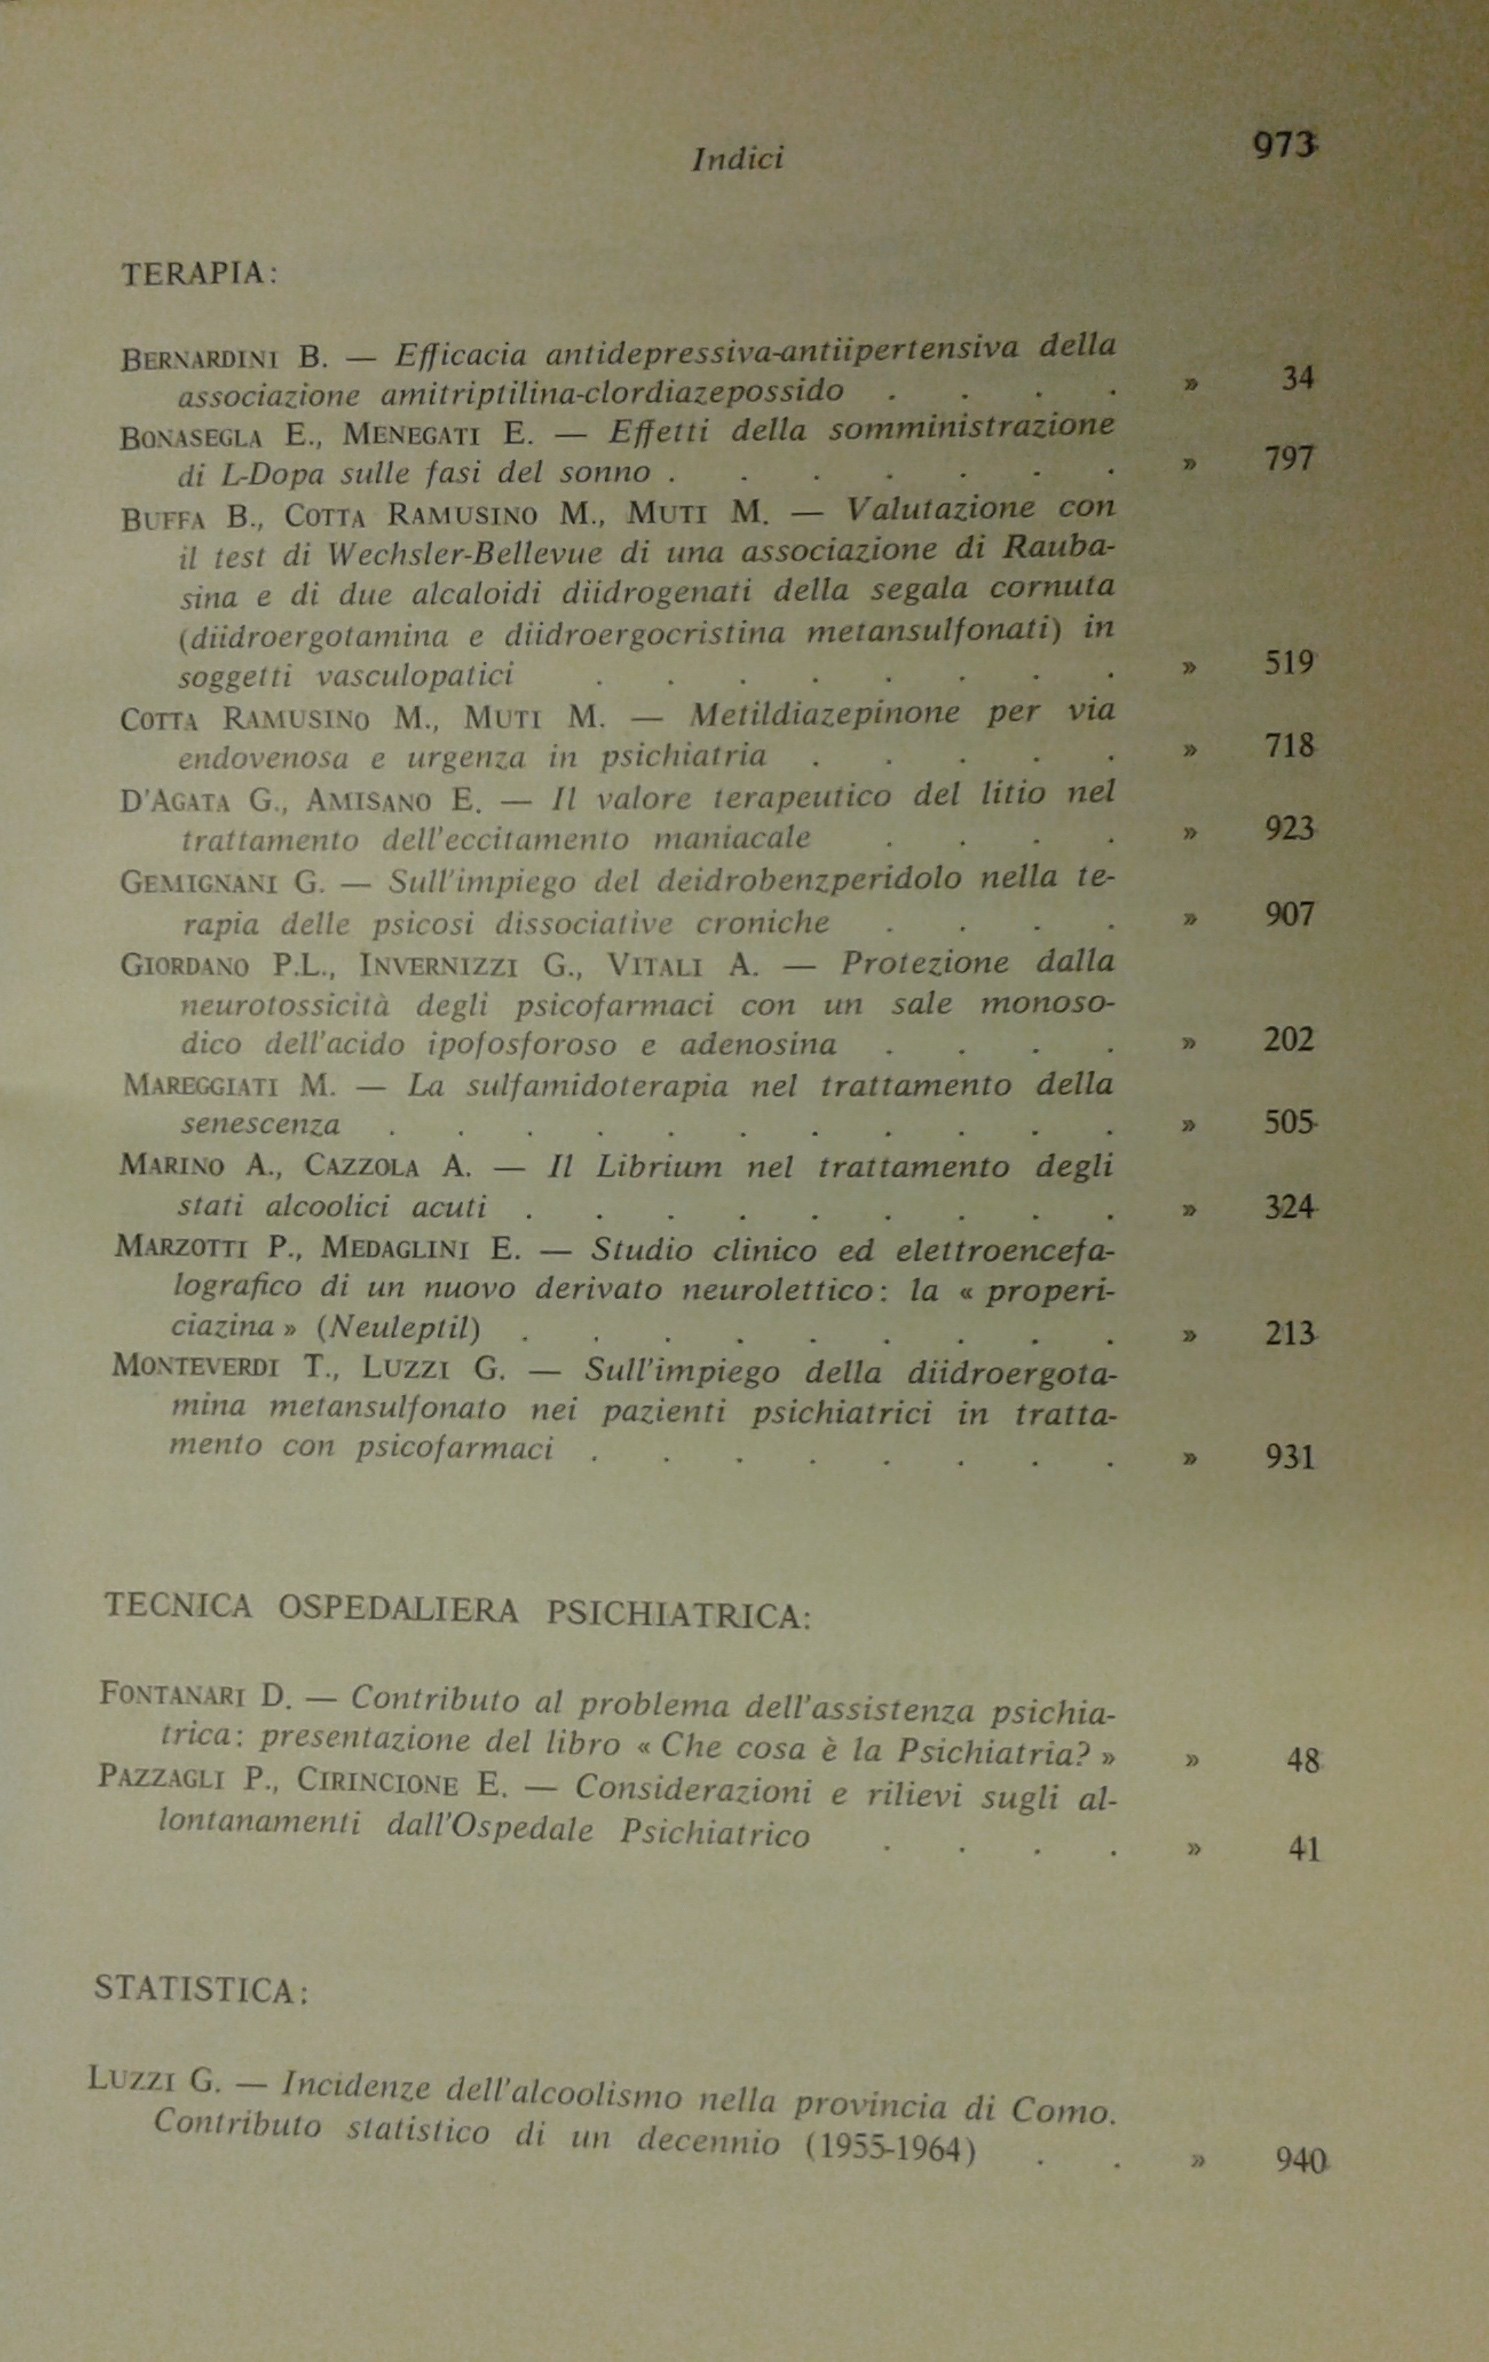 Indici 973
TERAPIA:
BERNARDINI B. — Efficacia antidepressiva-antiipertensiva della
associazione amitriptilina-clordiazepossido . . . . » 34
BONASEGLA E., MENEGATI E. — Effetti della somministrazione
di L-Dopa sulle fasi del sonno . . . . . . . » 797
BUFFA B., COTTA RAMUSINO M., MUTI M. — Valutazione con
il test di Wechsler-Bellevue di una associazione di Rauba-
sina e di due alcaloidi diidrogenati della segala cornuta
(diidroergotamina e diidroergocristina metansulfonati) in
soggetti vasculopatici . . . . . . . . » 519
COTTA RAMUSINO M., MUTI M. — Metildiazepinone per via
endovenosa e urgenza in psichiatria . . . . . » 718
D'AGATA G., AMISANO E. — Il valore terapeutico del litio nel
trattamento dell'eccitamento maniacale . . . . » 923
GEMIGNANI G. — Sull'impiego del deidrobenzperidolo nella te-
rapia delle psicosi dissociative croniche . . . . » 907
GIORDANO P.L., INVERNIZZI G., VITALI A. — Protezione dalla
neurotossicità degli psicofarmaci con un sale monoso-
dico dell'acido ipofosforoso e adenosina . . . . » 202
MAREGGIATI M. — La sulfamidoterapia nel trattamento della
senescenza . . . . . . . . . . . » 505
MARINO A., CAZZOLA A. — Il Librium nel trattamento degli
stati alcoolici acuti . . . . . . . . . » 324
MARZOTTI P., MEDAGLINI E. — Studio clinico ed elettroencefa-
lografico di un nuovo derivato neurolettico: la « properi-
ciazina » (Neuleptil) . . . . . . . . . » 213
MONTEVERDI T., LUZZI G. — Sull'impiego della diidroergota-
mina metansulfonato nei pazienti psichiatrici in tratta-
mento con psicofarmaci . . . . . . . . » 931
TECNICA OSPEDALIERA PSICHIATRICA:
FONTANARI D. — Contributo al problema dell'assistenza psichia-
trica: presentazione del libro « Che cosa è la Psichiatria? » » 48
PAZZAGLI P., CIRINCIONE E. — Considerazioni e rilievi sugli al-
lontanamenti dall'Ospedale Psichiatrico . . . . » 41
STATISTICA:
LUZZI G. — Incidenze dell'alcoolismo nella provincia di Como.
Contributo statistico di un decennio (1955-1964) . . » 940